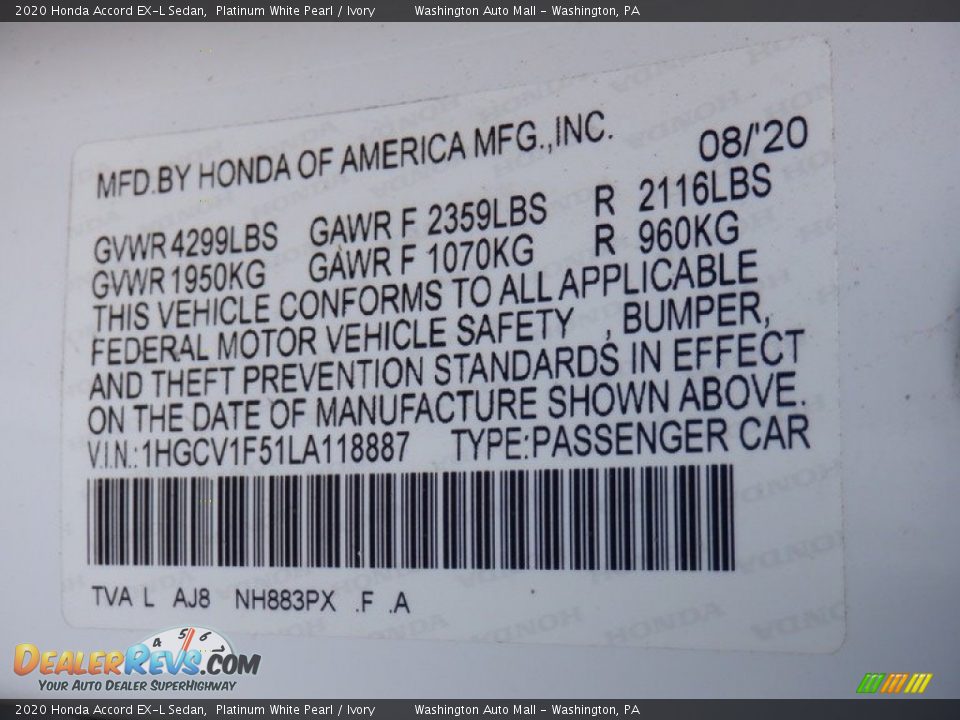 2020 Honda Accord EX-L Sedan, Platinum White Pearl / Ivory Washington Auto Mall - Washington, PA
MFD.BY HONDA OF AMERICA MFG.,INC. 08/'20
GVWR 4299LBS GAWR F 2359LBS R 2116LBS
GVWR 1950KG GAWR F 1070KG R 960KG
THIS VEHICLE CONFORMS TO ALL APPLICABLE
FEDERAL MOTOR VEHICLE SAFETY , BUMPER,
AND THEFT PREVENTION STANDARDS IN EFFECT
ON THE DATE OF MANUFACTURE SHOWN ABOVE.
V.I.N.:1HGCV1F51LA118887 TYPE:PASSENGER CAR
TVA L AJ8 NH883PX .F .A
4 5 6
DealerRevs.com
Your Auto Dealer SuperHighway
2020 Honda Accord EX-L Sedan, Platinum White Pearl / Ivory Washington Auto Mall - Washington, PA